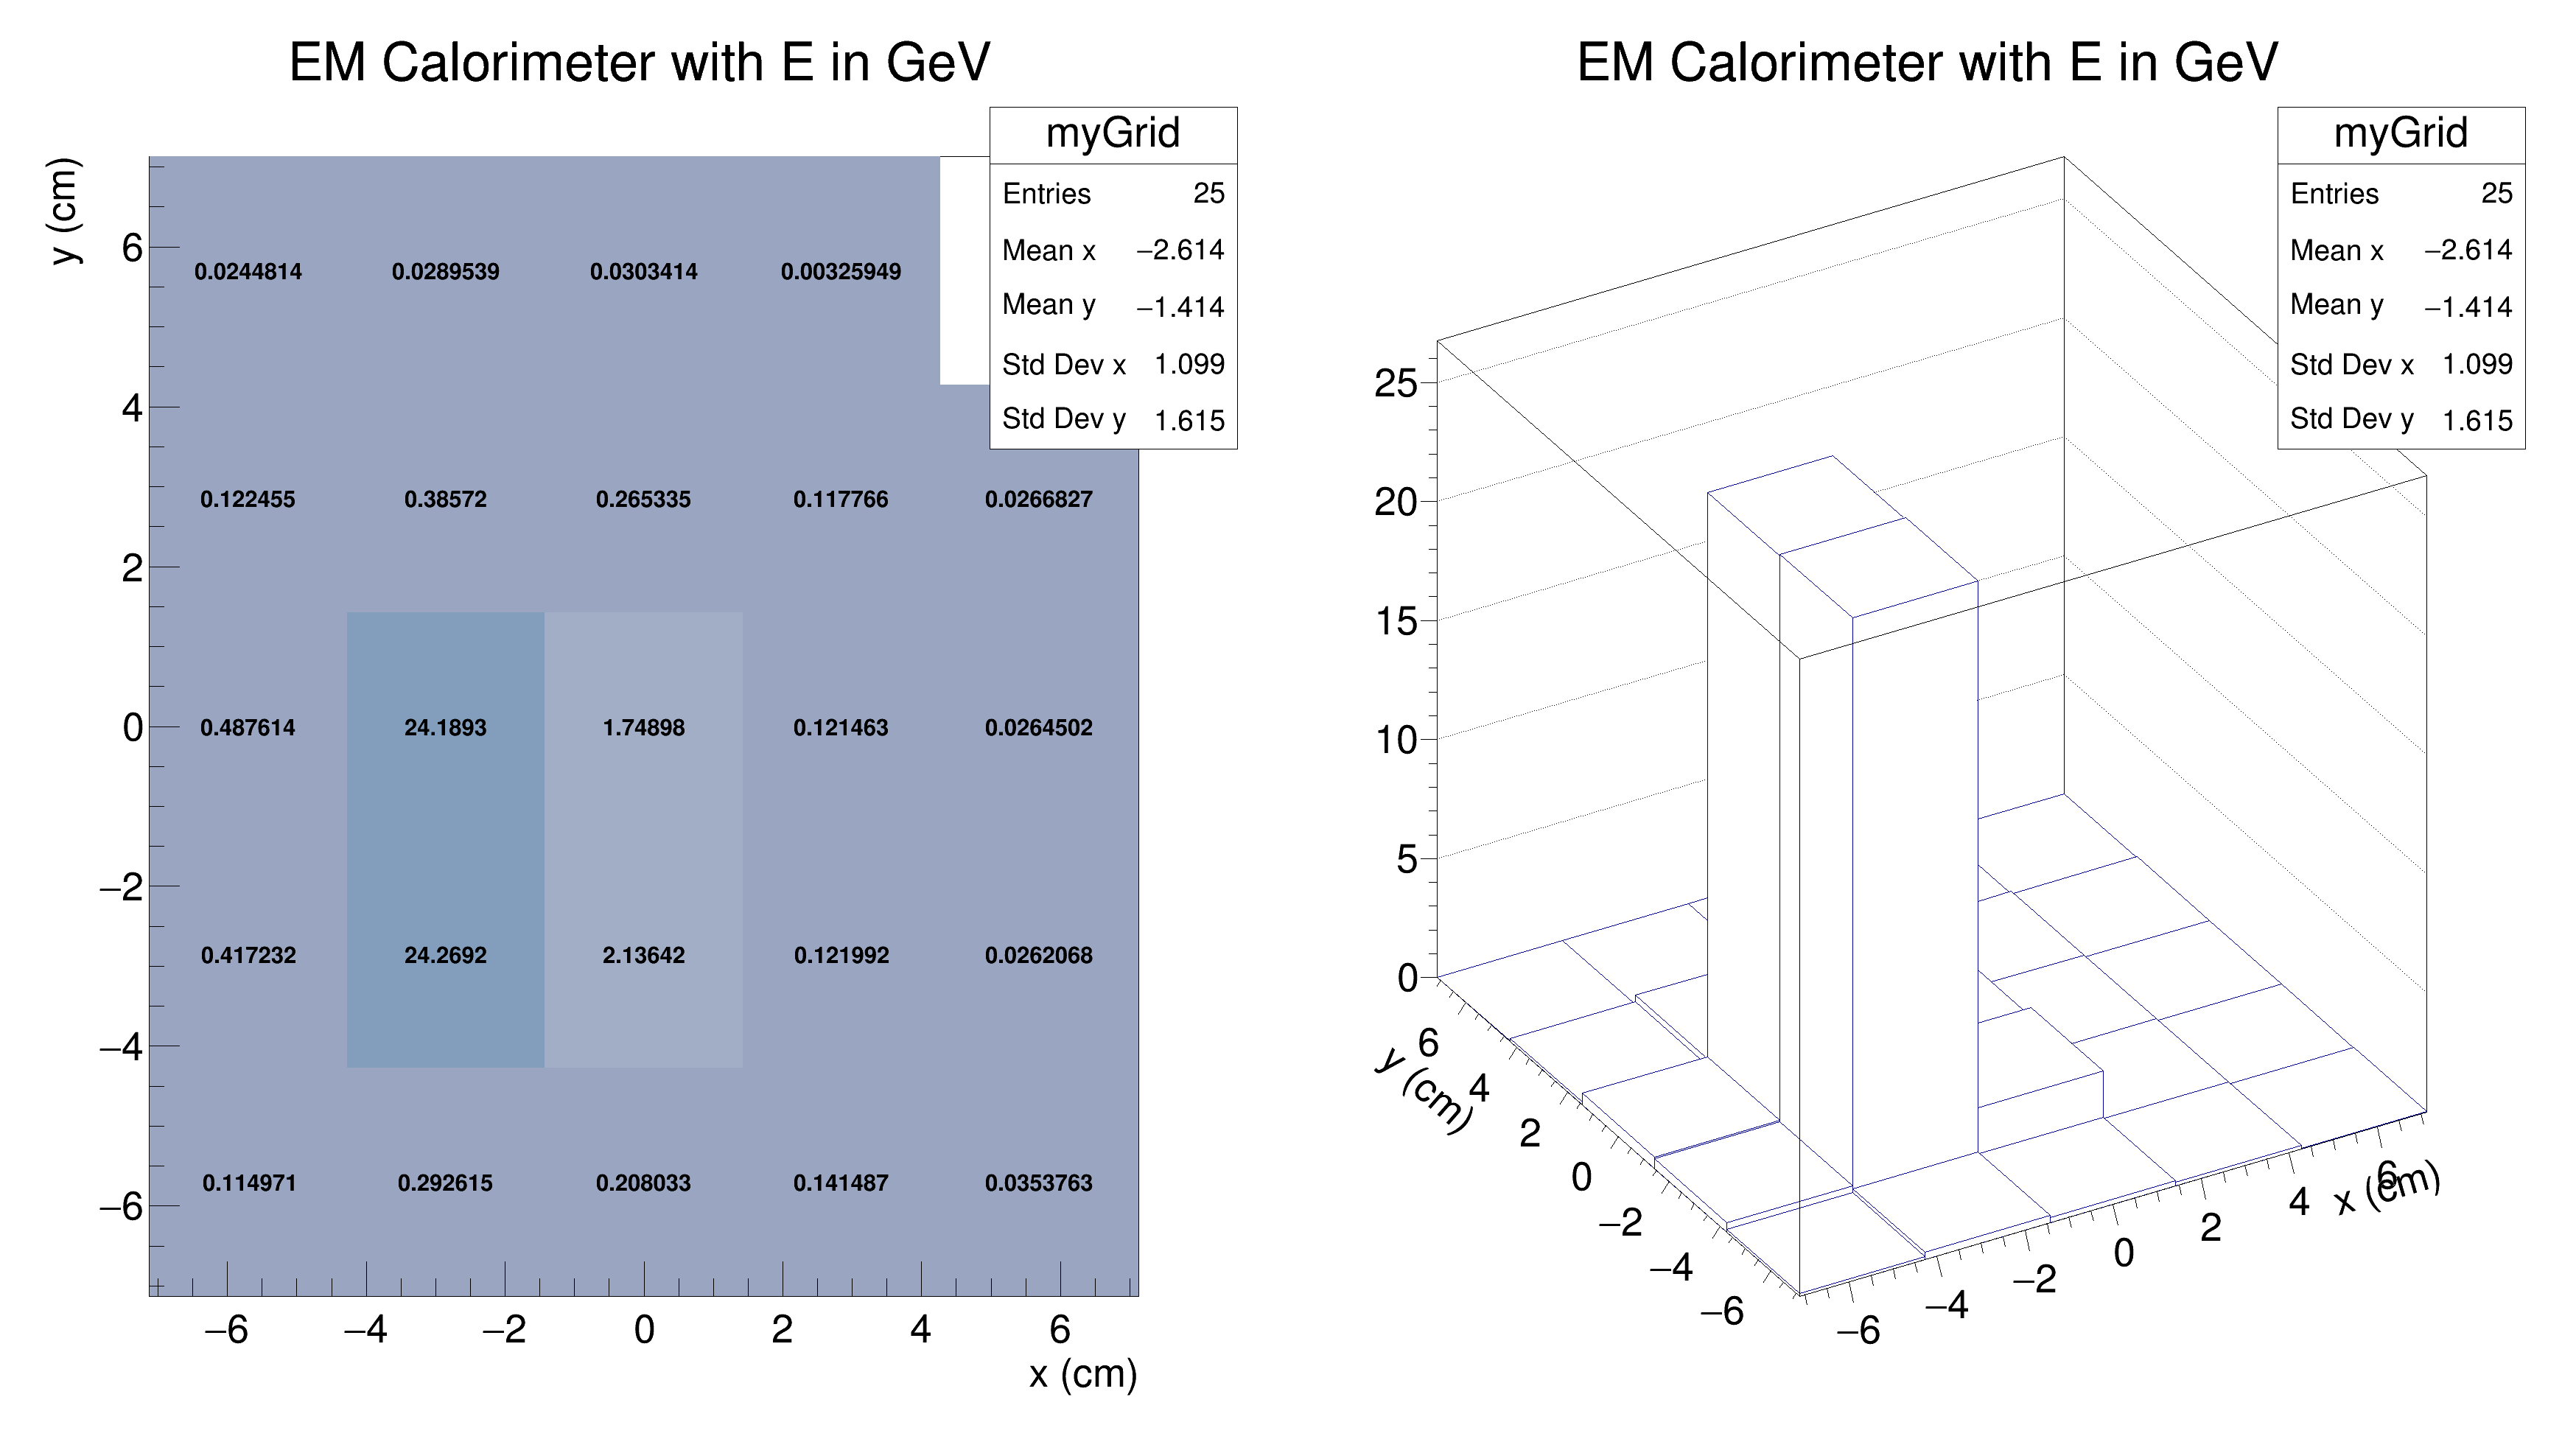 EM Calorimeter with E in GeV
myGrid
Entries 25
Mean x −2.614
Mean y −1.414
Std Dev x 1.099
Std Dev y 1.615
y (cm)
6
4
2
0
−2
−4
−6
0.0244814 0.0289539 0.0303414 0.00325949
0.122455 0.38572 0.265335 0.117766 0.0266827
0.487614 24.1893 1.74898 0.121463 0.0264502
0.417232 24.2692 2.13642 0.121992 0.0262068
0.114971 0.292615 0.208033 0.141487 0.0353763
−6 −4 −2 0 2 4 6
x (cm)
EM Calorimeter with E in GeV
myGrid
Entries 25
Mean x −2.614
Mean y −1.414
Std Dev x 1.099
Std Dev y 1.615
25
20
15
10
5
0
y (cm)
6
4
2
0
−2
−4
−6
−6 −4 −2 0 2 4 6
x (cm)